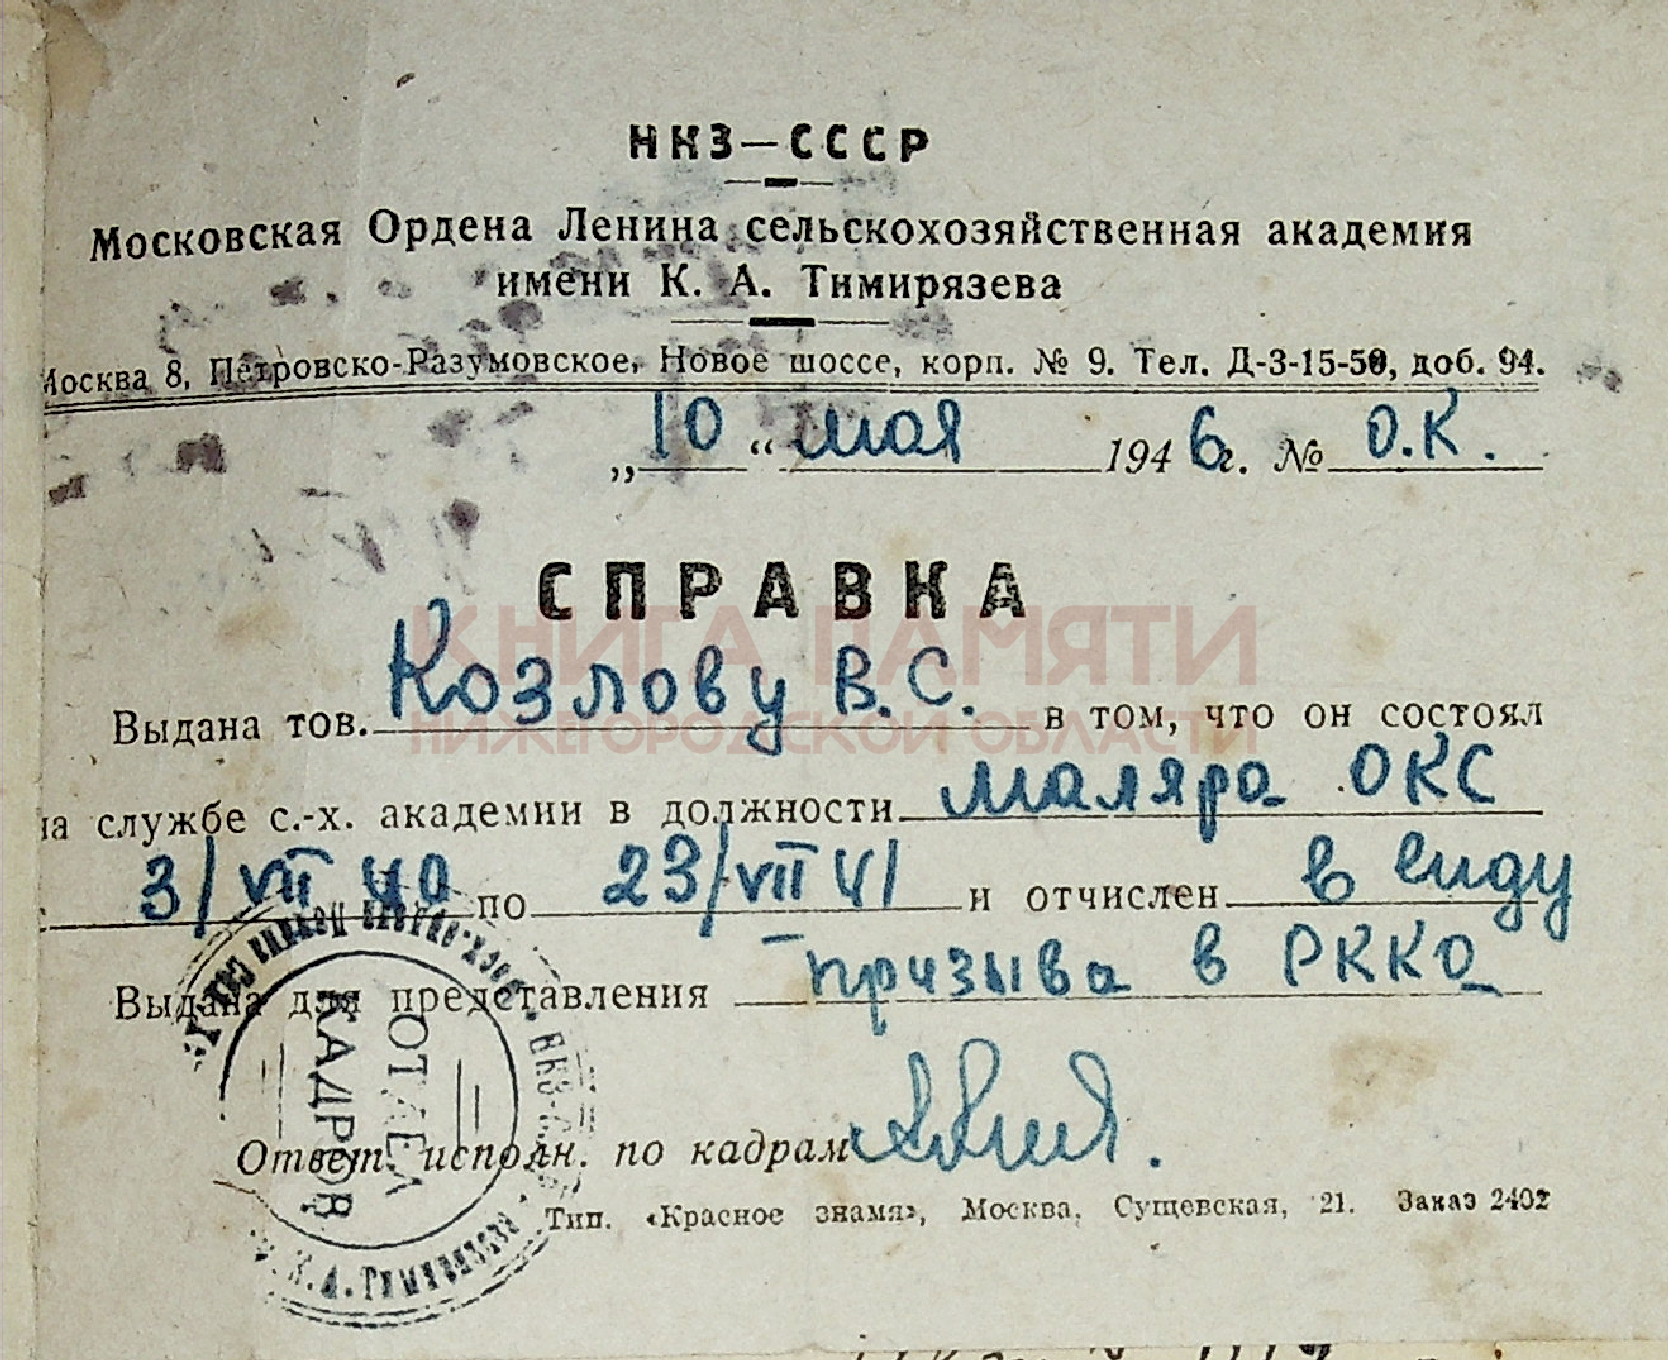 НКЗ—СССР
Московская Ордена Ленина сельскохозяйственная академия
имени К. А. Тимирязева
Москва 8, Петровско-Разумовское, Новое шоссе, корп. № 9. Тел. Д-3-15-50, доб. 94.
„10“ мая 1946г. № О.К.
СПРАВКА
КНИГА ПАМЯТИ
НИЖЕГОРОДСКОЙ ОБЛАСТИ
Выдана тов. Козлову В.С. в том, что он состоял
на службе с.-х. академии в должности маляра ОКС
с 3/VII 40 по 23/VII 41 и отчислен в виду
Выдана для представления призыва в РККА
ОТДЕЛ
КАДРОВ
К. А. Тимирязева
Ответ. исполн. по кадрам
Тип. «Красное знамя», Москва, Сущевская, 21. Заказ 2402